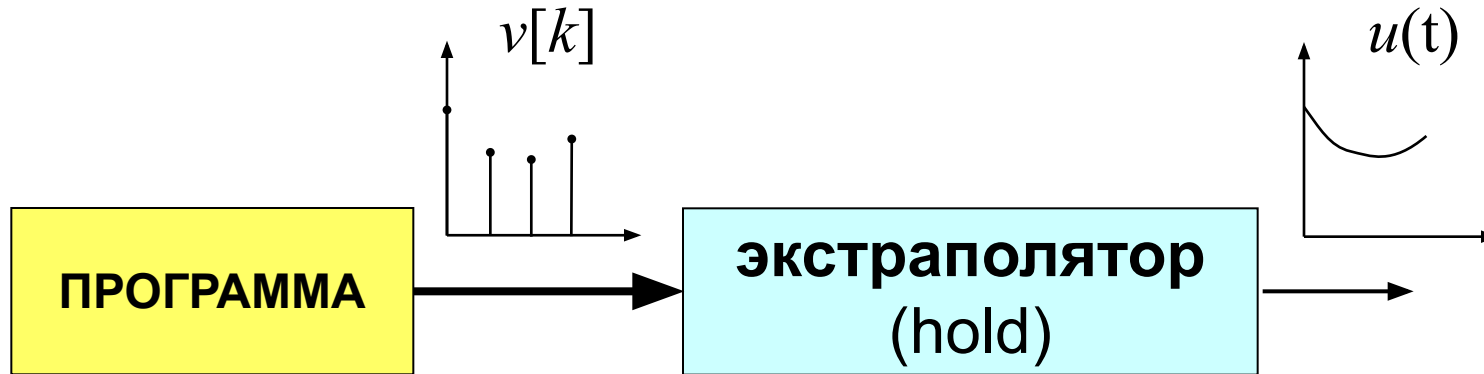 v[k]
u(t)
ПРОГРАММА
экстраполятор
(hold)